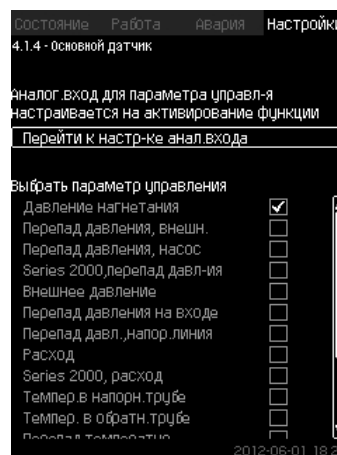 Состояние Работа Авария Настройки
4.1.4 - Основной датчик
Аналог.вход для параметра управл-я
настраивается на активирование функции
Перейти к настр-ке анал.входа
Выбрать параметр управления
Давление нагнетания
Перепад давления, внешн.
Перепад давления, насос
Series 2000,перепад давл-ия
Внешнее давление
Перепад давления на входе
Перепад давл.,напор.линия
Расход
Series 2000, расход
Темпер.в напорн.трубе
Темпер. в обратн.трубе
2012-06-01 18:2